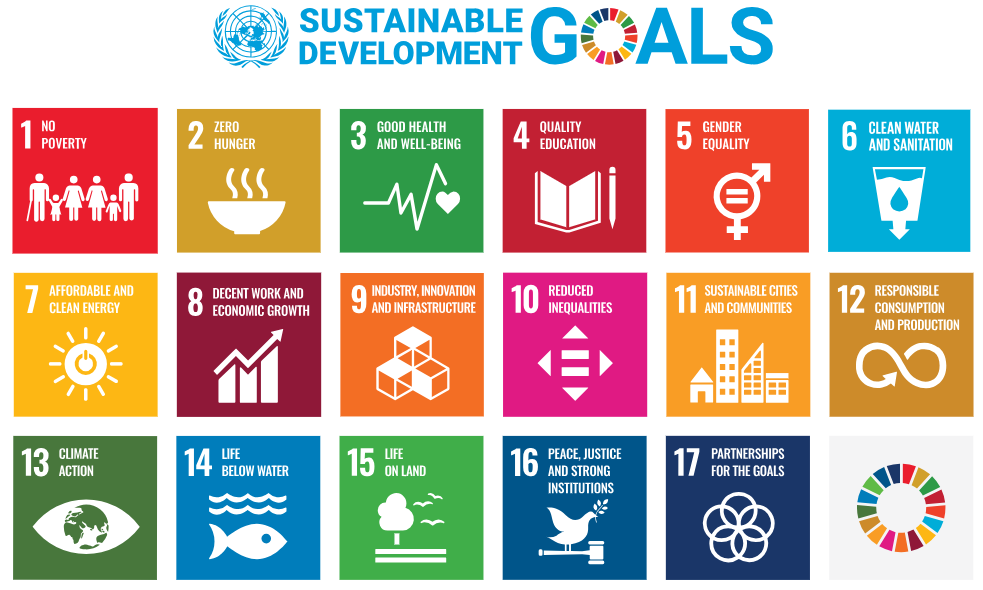 SUSTAINABLE
DEVELOPMENT
GOALS
1 NO
POVERTY
2 ZERO
HUNGER
3 GOOD HEALTH
AND WELL-BEING
4 QUALITY
EDUCATION
5 GENDER
EQUALITY
6 CLEAN WATER
AND SANITATION
7 AFFORDABLE AND
CLEAN ENERGY
8 DECENT WORK AND
ECONOMIC GROWTH
9 INDUSTRY, INNOVATION
AND INFRASTRUCTURE
10 REDUCED
INEQUALITIES
11 SUSTAINABLE CITIES
AND COMMUNITIES
12 RESPONSIBLE
CONSUMPTION
AND PRODUCTION
13 CLIMATE
ACTION
14 LIFE
BELOW WATER
15 LIFE
ON LAND
16 PEACE, JUSTICE
AND STRONG
INSTITUTIONS
17 PARTNERSHIPS
FOR THE GOALS